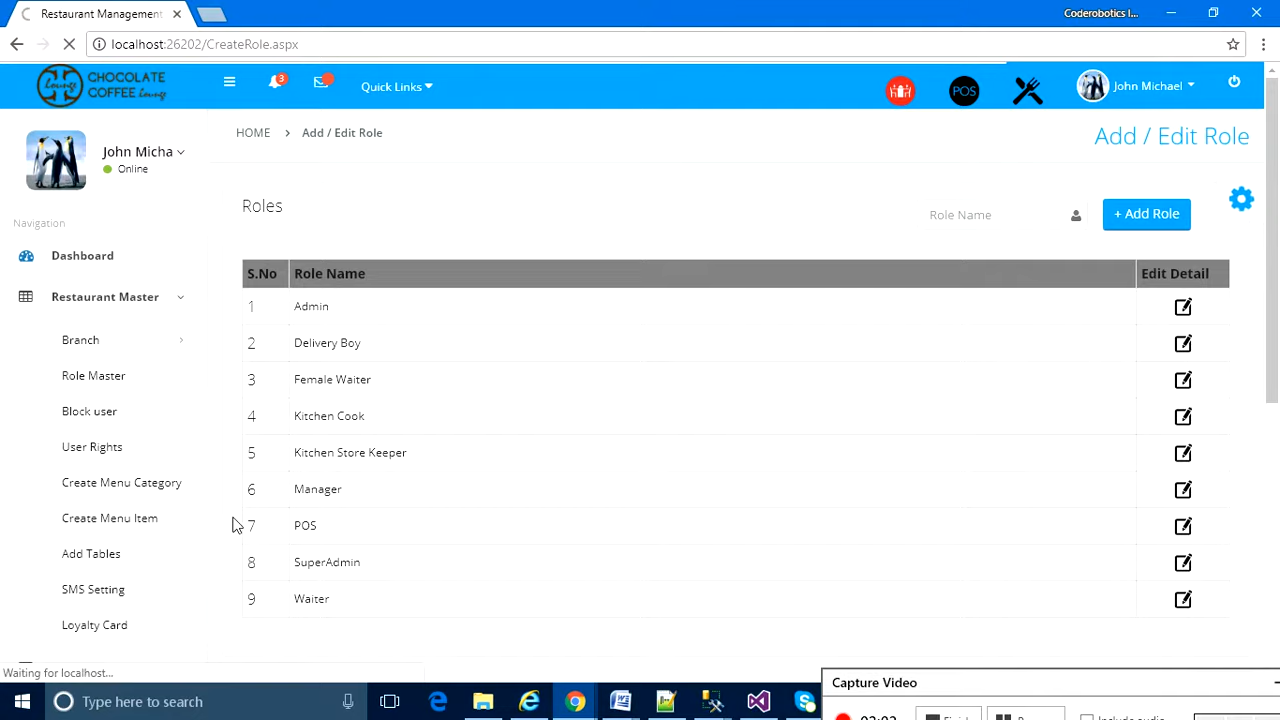 Restaurant Management
Coderobotics I...
localhost:26202/CreateRole.aspx
CHOCOLATE
COFFEE Lounge
Lounge
3
Quick Links
POS
John Michael
John Micha
Online
HOME > Add / Edit Role
Add / Edit Role
Navigation
Dashboard
Restaurant Master
Branch
Role Master
Block user
User Rights
Create Menu Category
Create Menu Item
Add Tables
SMS Setting
Loyalty Card
Roles
Role Name
+ Add Role
S.No Role Name Edit Detail
1 Admin
2 Delivery Boy
3 Female Waiter
4 Kitchen Cook
5 Kitchen Store Keeper
6 Manager
7 POS
8 SuperAdmin
9 Waiter
Waiting for localhost...
Capture Video
Type here to search